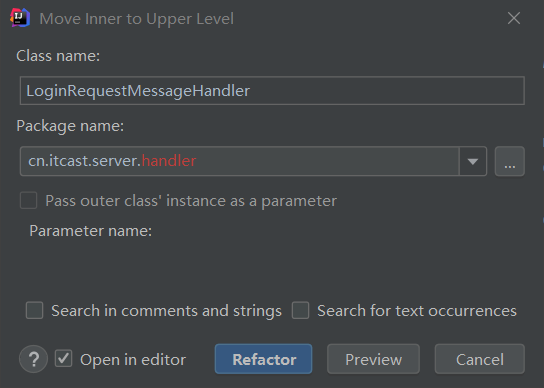 Move Inner to Upper Level
Class name:
LoginRequestMessageHandler
Package name:
cn.itcast.server.handler
...
Pass outer class' instance as a parameter
Parameter name:
Search in comments and strings Search for text occurrences
? Open in editor Refactor Preview Cancel